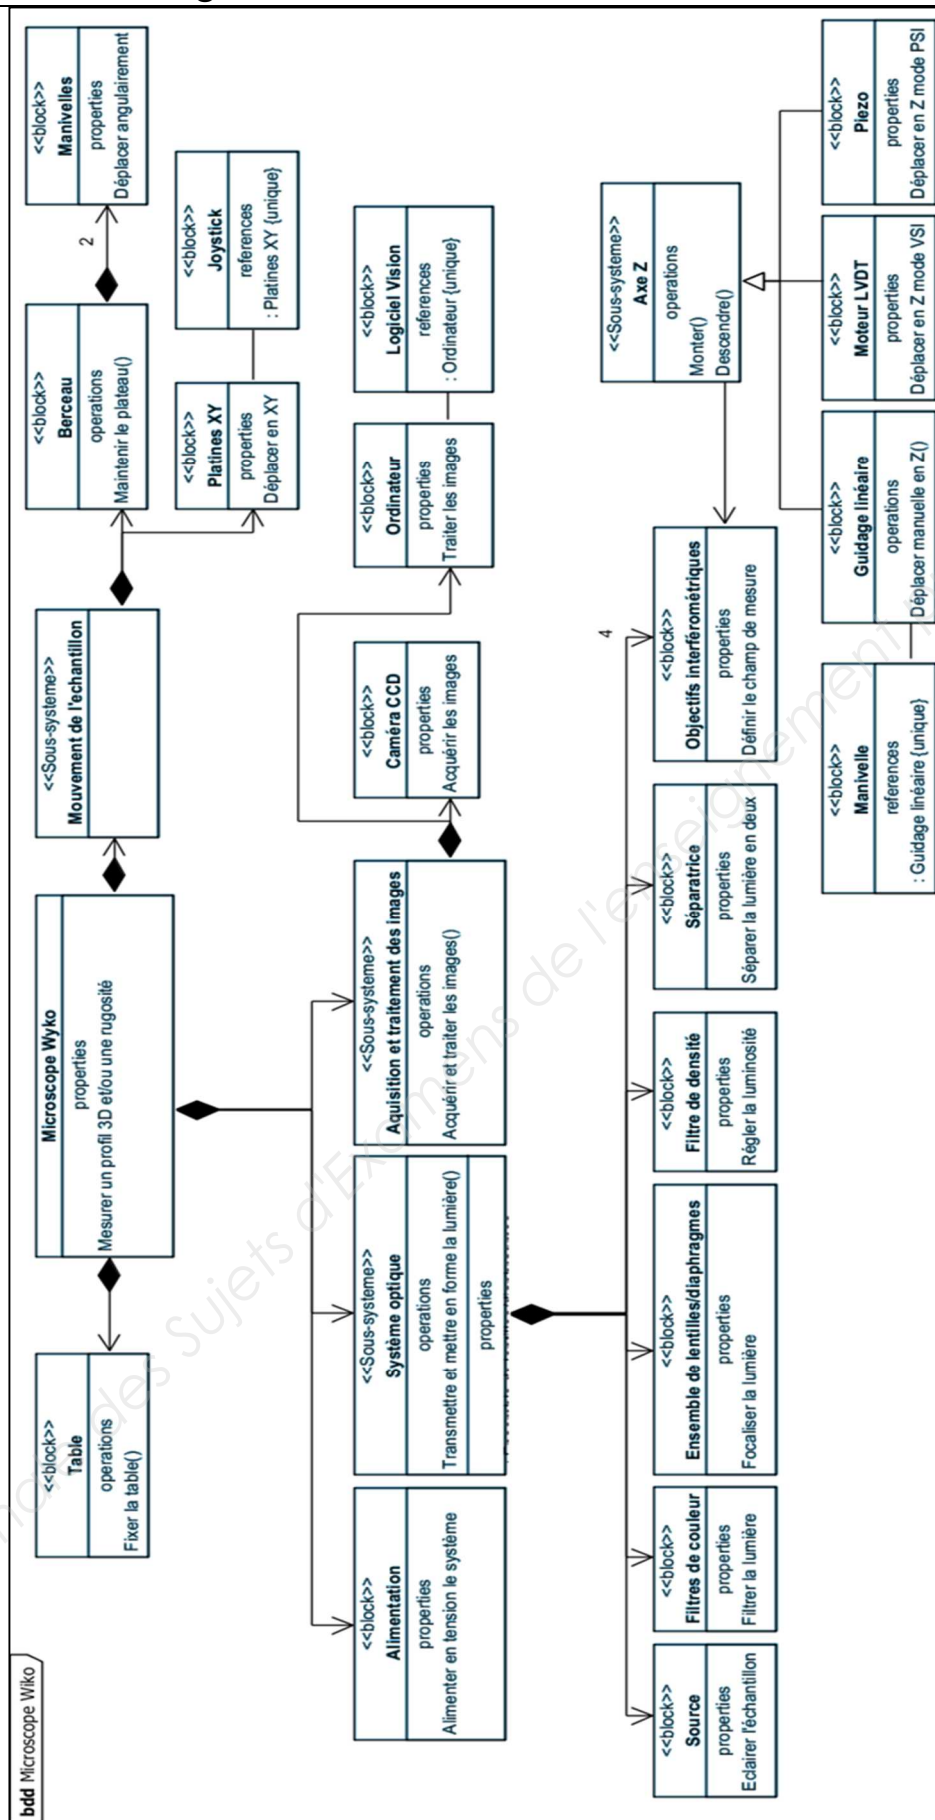 bdd Microscope Wiko
<<block>>
Table
operations
Fixer la table()
Microscope Wyko
properties
Mesurer un profil 3D et/ou une rugosité
<<Sous-systeme>>
Mouvement de l'echantillon
<<block>>
Berceau
operations
Maintenir le plateau()
2
<<block>>
Manivelles
properties
Déplacer angulairement
<<block>>
Platines XY
properties
Déplacer en XY
<<block>>
Joystick
references
: Platines XY {unique}
<<block>>
Alimentation
properties
Alimenter en tension le système
<<Sous-systeme>>
Système optique
operations
Transmettre et mettre en forme la lumière()
properties
<<Sous-systeme>>
Aquisition et traitement des images
operations
Acquérir et traiter les images()
<<block>>
Caméra CCD
properties
Acquérir les images
<<block>>
Ordinateur
properties
Traiter les images
<<block>>
Logiciel Vision
references
: Ordinateur {unique}
<<block>>
Source
properties
Eclairer l'échantillon
<<block>>
Filtres de couleur
properties
Filtrer la lumière
<<block>>
Ensemble de lentilles/diaphragmes
properties
Focaliser la lumière
<<block>>
Filtre de densité
properties
Régler la luminosité
<<block>>
Séparatrice
properties
Séparer la lumière en deux
4
<<block>>
Objectifs interférométriques
properties
Définir le champ de mesure
<<Sous-systeme>>
Axe Z
operations
Monter()
Descendre()
<<block>>
Manivelle
references
: Guidage linéaire {unique}
<<block>>
Guidage linéaire
operations
Déplacer manuelle en Z()
<<block>>
Moteur LVDT
properties
Déplacer en Z mode VSI
<<block>>
Piezo
properties
Déplacer en Z mode PSI
des Sujets d'Examens de l'enseignement